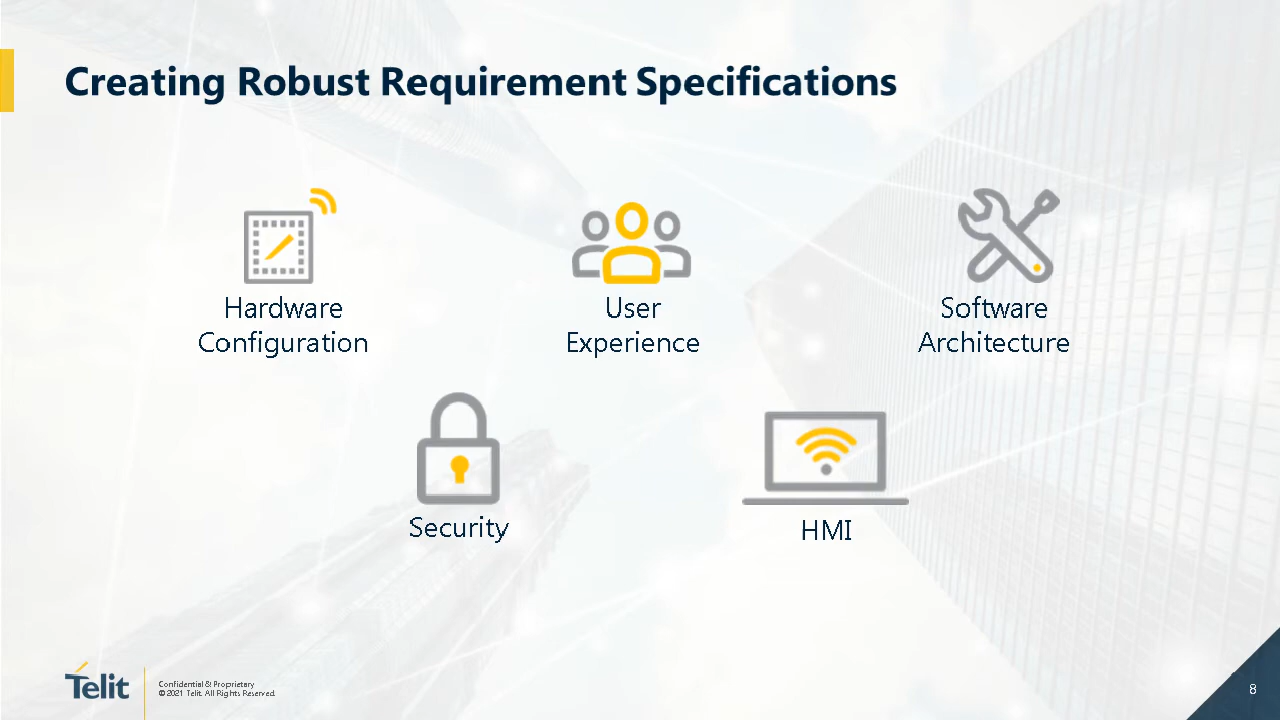 Creating Robust Requirement Specifications
Hardware
Configuration
User
Experience
Software
Architecture
Security
HMI
Telit
Confidential & Proprietary
© 2021 Telit. All Rights Reserved.
8